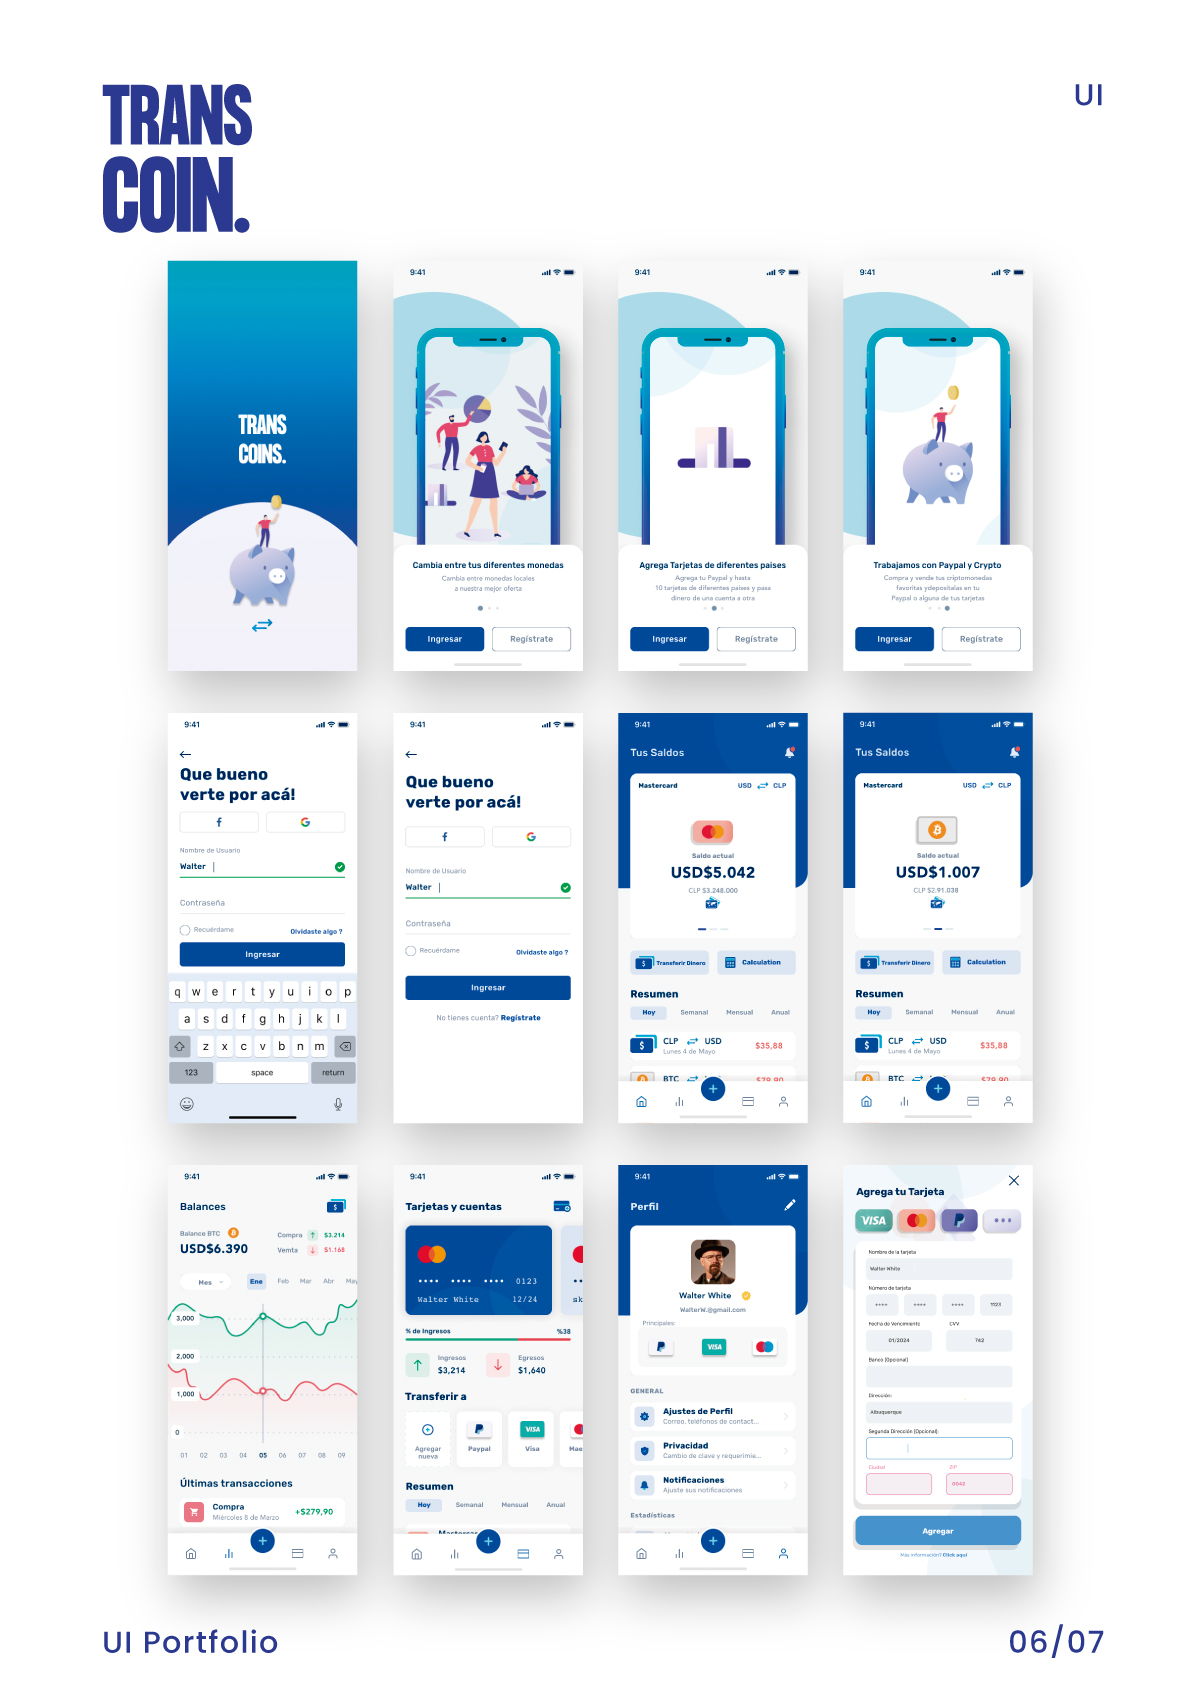 TRANS
COIN.
UI
TRANS
COINS.
9:41
Cambia entre tus diferentes monedas
Cambia entre monedas locales
a nuestra mejor oferta
Ingresar
Regístrate
9:41
Agrega Tarjetas de diferentes paises
Agrega tu Paypal y hasta
10 tarjetas de diferentes paises y pasa
dinero de una cuenta a otra
Ingresar
Regístrate
9:41
Trabajamos con Paypal y Crypto
Compra y vende tus criptomonedas
favoritas ydeposítalas en tu
Paypal o alguna de tus tarjetas
Ingresar
Regístrate
9:41
Que bueno
verte por acá!
f
G
Nombre de Usuario
Walter
Contraseña
Recuérdame
Olvidaste algo ?
Ingresar
q w e r t y u i o p
a s d f g h j k l
z x c v b n m
123
space
return
9:41
Que bueno
verte por acá!
f
G
Nombre de Usuario
Walter
Contraseña
Recuérdame
Olvidaste algo ?
Ingresar
No tienes cuenta? Regístrate
9:41
Tus Saldos
Mastercard
USD
CLP
Saldo actual
USD$5.042
CLP $3.248.000
Transferir Dinero
Calculation
Resumen
Hoy
Semanal
Mensual
Anual
CLP
USD
$35,88
Lunes 4 de Mayo
BTC
$79,90
9:41
Tus Saldos
Mastercard
USD
CLP
Saldo actual
USD$1.007
CLP $2.91.038
Transferir Dinero
Calculation
Resumen
Hoy
Semanal
Mensual
Anual
CLP
USD
$35,88
Lunes 4 de Mayo
BTC
$79,90
9:41
Balances
Balance BTC
USD$6.390
Compra
$3.214
Vemta
$1.168
Mes
Ene
Feb
Mar
Abr
May
3,000
2,000
1,000
0
01 02 03 04 05 06 07 08 09
Últimas transacciones
Compra
Miércoles 8 de Marzo
+$279,90
9:41
Tarjetas y cuentas
•••• •••• •••• 0123
Walter White
12/24
sk
% de Ingresos
%38
Ingresos
$3,214
Egresos
$1,640
Transferir a
Agregar
nueva
Paypal
VISA
Visa
Mae
Resumen
Hoy
Semanal
Mensual
Anual
Mastercar
9:41
Perfil
Walter White
WalterW.@gmail.com
Principales:
VISA
GENERAL
Ajustes de Perfil
Correo, teléfonos de contact...
Privacidad
Cambio de clave y requerimie...
Notificaciones
Ajuste sus notificaciones
Estadísticas
Agrega tu Tarjeta
VISA
Nombre de la tarjeta
Walter White
Número de tarjeta
**** **** **** 1123
Fecha de Vencimiento
CVV
01/2024
742
Banco (Opcional)
Dirección:
Albuquerque
Segunda Dirección (Opcional):
Ciudad
ZIP
0042
Agregar
Más información? Click aquí
UI Portfolio
06/07